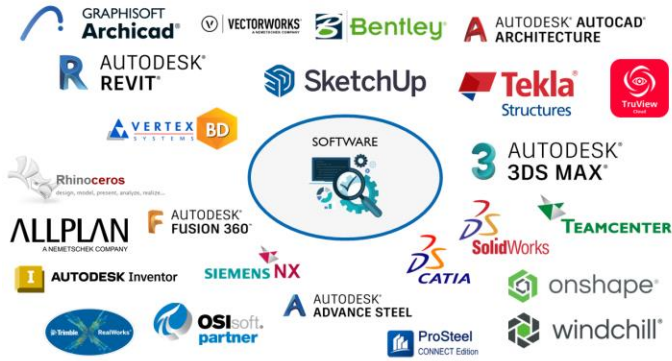 GRAPHISOFT
Archicad®
VECTORWORKS®
A NEMETSCHEK COMPANY
Bentley®
AUTODESK® AUTOCAD®
ARCHITECTURE
AUTODESK®
REVIT®
SketchUp
Tekla®
Structures
TruView
Cloud
VERTEX
SYSTEMS
BD
SOFTWARE
AUTODESK®
3DS MAX®
Rhinoceros
design, model, present, analyze, realize...
ALLPLAN
A NEMETSCHEK COMPANY
AUTODESK®
FUSION 360™
SolidWorks
TEAMCENTER
I
AUTODESK Inventor
SIEMENS NX
CATIA
onshape®
Trimble
RealWorks®
OSIsoft.
partner
AUTODESK®
ADVANCE STEEL
ProSteel
CONNECT Edition
windchill®